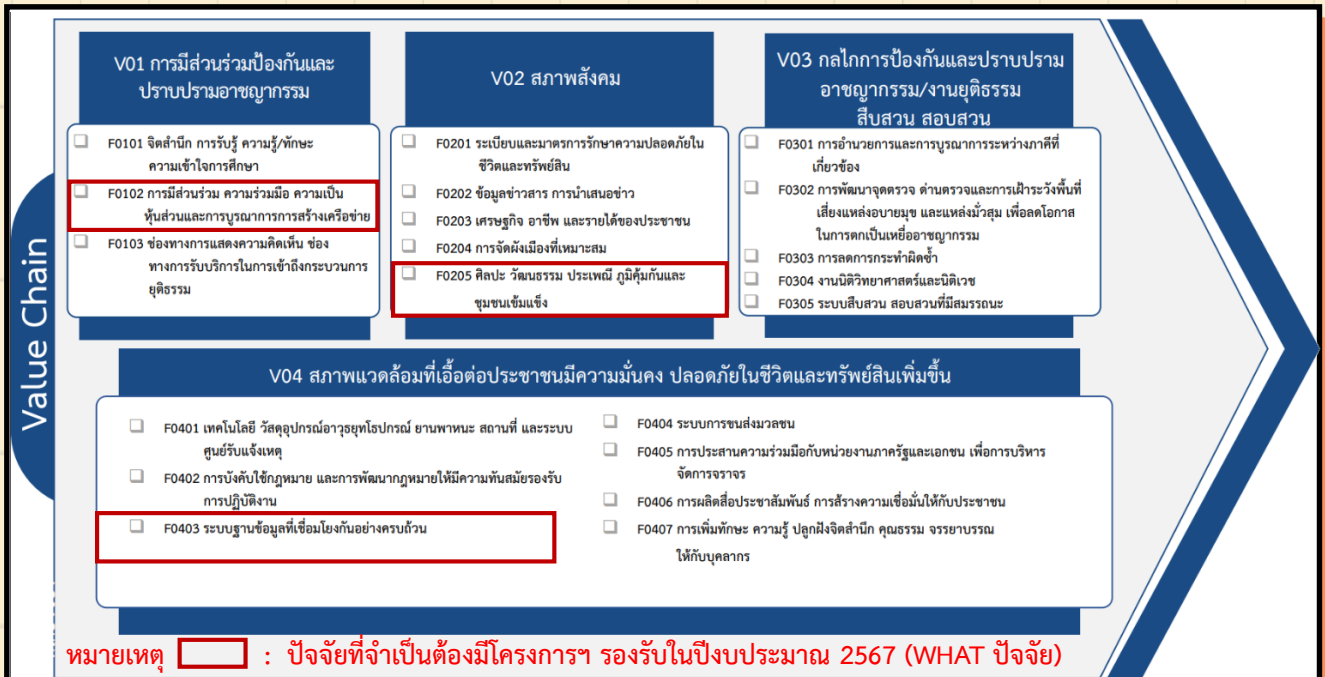 Value Chain
V01 การมีส่วนร่วมป้องกันและ
ปราบปรามอาชญากรรม
F0101 จิตสำนึก การรับรู้ ความรู้/ทักษะ
ความเข้าใจการศึกษา
F0102 การมีส่วนร่วม ความร่วมมือ ความเป็น
หุ้นส่วนและการบูรณาการการสร้างเครือข่าย
F0103 ช่องทางการแสดงความคิดเห็น ช่อง
ทางการรับบริการในการเข้าถึงกระบวนการ
ยุติธรรม
V02 สภาพสังคม
F0201 ระเบียบและมาตรการรักษาความปลอดภัยใน
ชีวิตและทรัพย์สิน
F0202 ข้อมูลข่าวสาร การนำเสนอข่าว
F0203 เศรษฐกิจ อาชีพ และรายได้ของประชาชน
F0204 การจัดผังเมืองที่เหมาะสม
F0205 ศิลปะ วัฒนธรรม ประเพณี ภูมิคุ้มกันและ
ชุมชนเข้มแข็ง
V03 กลไกการป้องกันและปราบปราม
อาชญากรรม/งานยุติธรรม
สืบสวน สอบสวน
F0301 การอำนวยการและการบูรณาการระหว่างภาคีที่
เกี่ยวข้อง
F0302 การพัฒนาจุดตรวจ ด่านตรวจและการเฝ้าระวังพื้นที่
เสี่ยงแหล่งอบายมุข และแหล่งมั่วสุม เพื่อลดโอกาส
ในการตกเป็นเหยื่ออาชญากรรม
F0303 การลดการกระทำผิดซ้ำ
F0304 งานนิติวิทยาศาสตร์และนิติเวช
F0305 ระบบสืบสวน สอบสวนที่มีสมรรถนะ
V04 สภาพแวดล้อมที่เอื้อต่อประชาชนมีความมั่นคง ปลอดภัยในชีวิตและทรัพย์สินเพิ่มขึ้น
F0401 เทคโนโลยี วัสดุอุปกรณ์อาวุธยุทโธปกรณ์ ยานพาหนะ สถานที่ และระบบ
ศูนย์รับแจ้งเหตุ
F0402 การบังคับใช้กฎหมาย และการพัฒนากฎหมายให้มีความทันสมัยรองรับ
การปฏิบัติงาน
F0403 ระบบฐานข้อมูลที่เชื่อมโยงกันอย่างครบถ้วน
F0404 ระบบการขนส่งมวลชน
F0405 การประสานความร่วมมือกับหน่วยงานภาครัฐและเอกชน เพื่อการบริหาร
จัดการจราจร
F0406 การผลิตสื่อประชาสัมพันธ์ การสร้างความเชื่อมั่นให้กับประชาชน
F0407 การเพิ่มทักษะ ความรู้ ปลูกฝังจิตสำนึก คุณธรรม จรรยาบรรณ
ให้กับบุคลากร
หมายเหตุ : ปัจจัยที่จำเป็นต้องมีโครงการฯ รองรับในปีงบประมาณ 2567 (WHAT ปัจจัย)